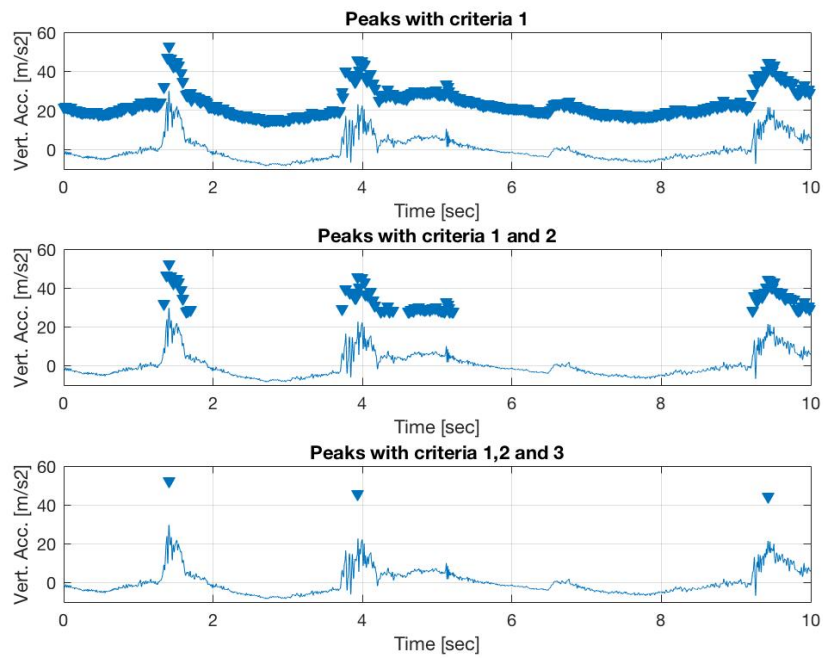 Peaks with criteria 1
Vert. Acc. [m/s2]
60
40
20
0
0 2 4 6 8 10
Time [sec]
Peaks with criteria 1 and 2
Vert. Acc. [m/s2]
60
40
20
0
0 2 4 6 8 10
Time [sec]
Peaks with criteria 1,2 and 3
Vert. Acc. [m/s2]
60
40
20
0
0 2 4 6 8 10
Time [sec]